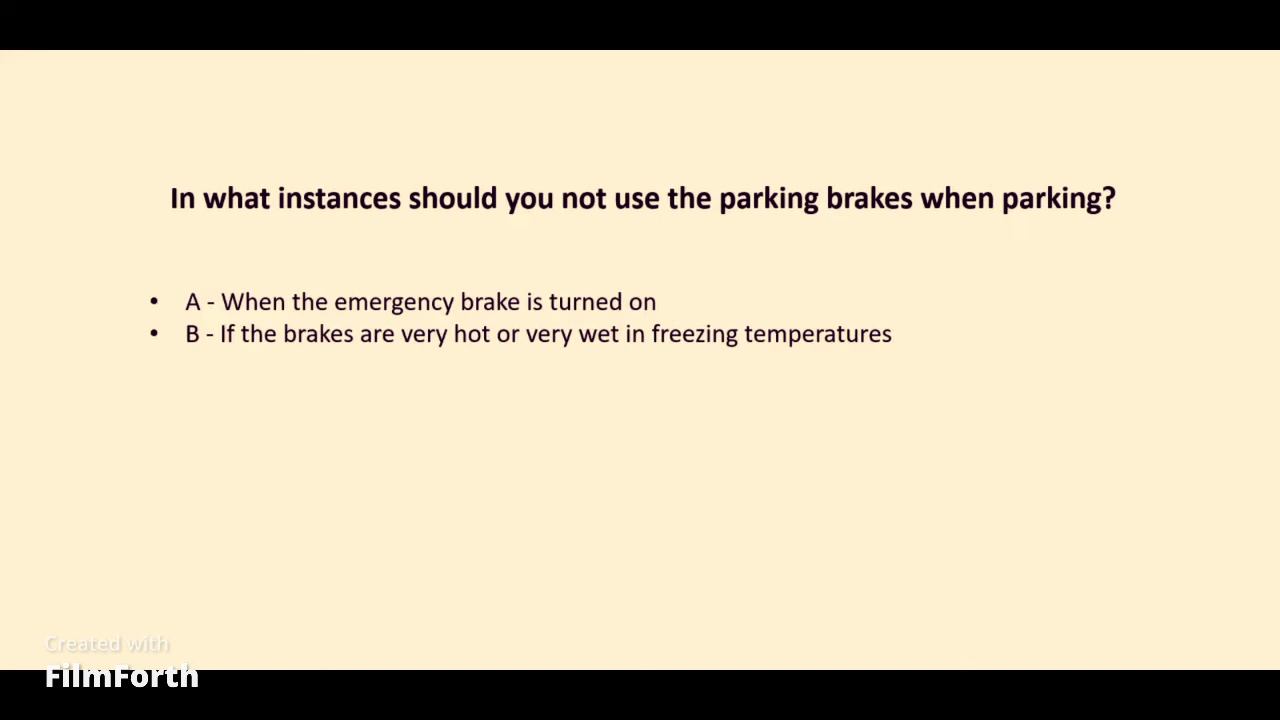 In what instances should you not use the parking brakes when parking?
• A - When the emergency brake is turned on
• B - If the brakes are very hot or very wet in freezing temperatures
Created with
FilmForth